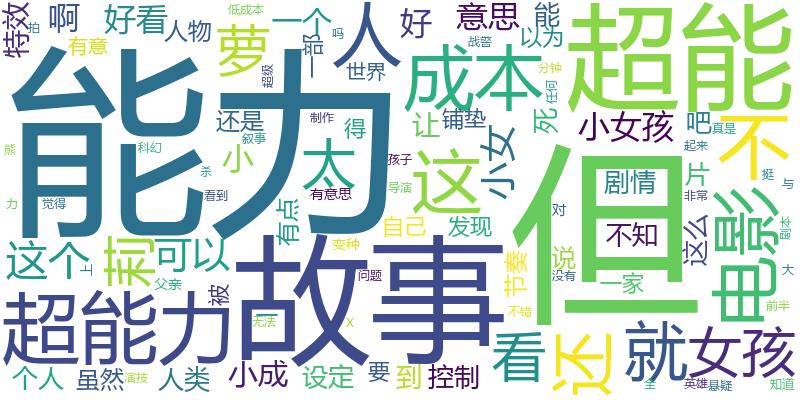 特效
啊
好看
人物
低成本
一个
吗
拍
有意
萝
一部
超级
世界
人
好
意思
能
战警
以为
分钟
任何
超能
能力
成本
还是
叙事
制作
得
让
铺垫
死
小女孩
吧
真是
起来
不
熊
科幻
杀
小
太
孩子
这
小女
剧情
片
挺
力
觉得
看到
有意思
导演
非常
与
有点
自己
发现
对
不知
这么
电影
剧本
这个
上
刹
可以
变种
节奏
说
没有
一家
大
父亲
被
故事
问题
但
不错
前半
超能力
无法
X
看
还
就
女孩
个人
虽然
演技
人类
小成
设定
要
到
控制
全
英雄
悬疑
知道